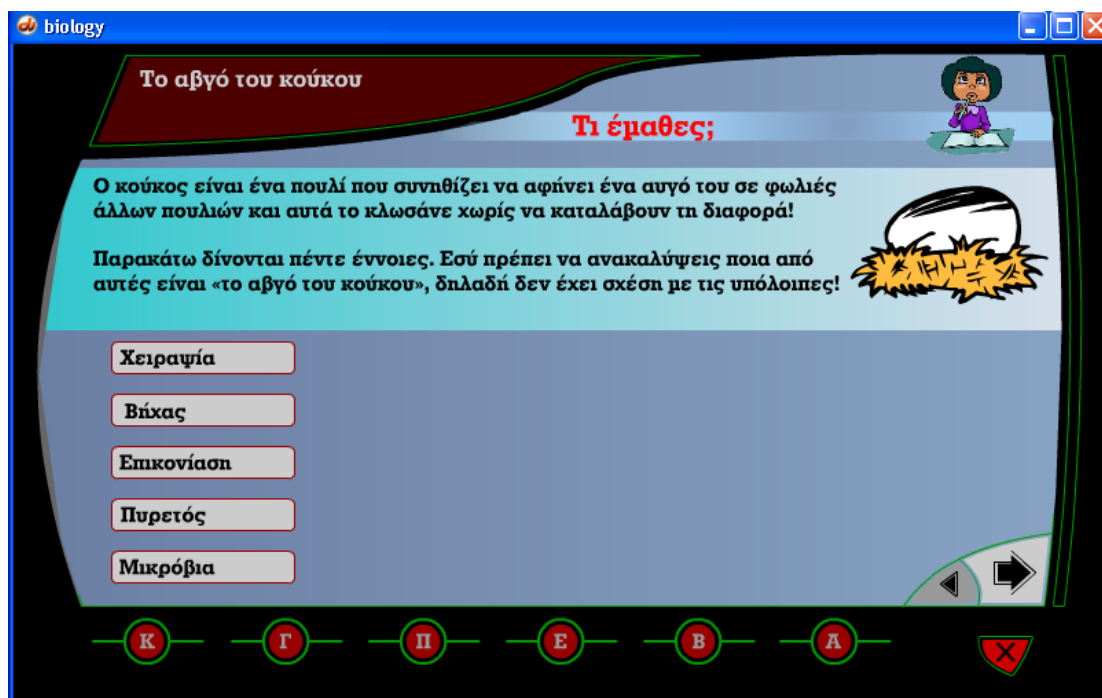 biology
Το αβγό του κούκου
Τι έμαθες;
Ο κούκος είναι ένα πουλί που συνηθίζει να αφήνει ένα αυγό του σε φωλιές
άλλων πουλιών και αυτά το κλωσάνε χωρίς να καταλάβουν τη διαφορά!
Παρακάτω δίνονται πέντε έννοιες. Εσύ πρέπει να ανακαλύψεις ποια από
αυτές είναι «το αβγό του κούκου», δηλαδή δεν έχει σχέση με τις υπόλοιπες!
Χειραψία
Βήχας
Επικονίαση
Πυρετός
Μικρόβια
Κ Γ Π Ε Β Α